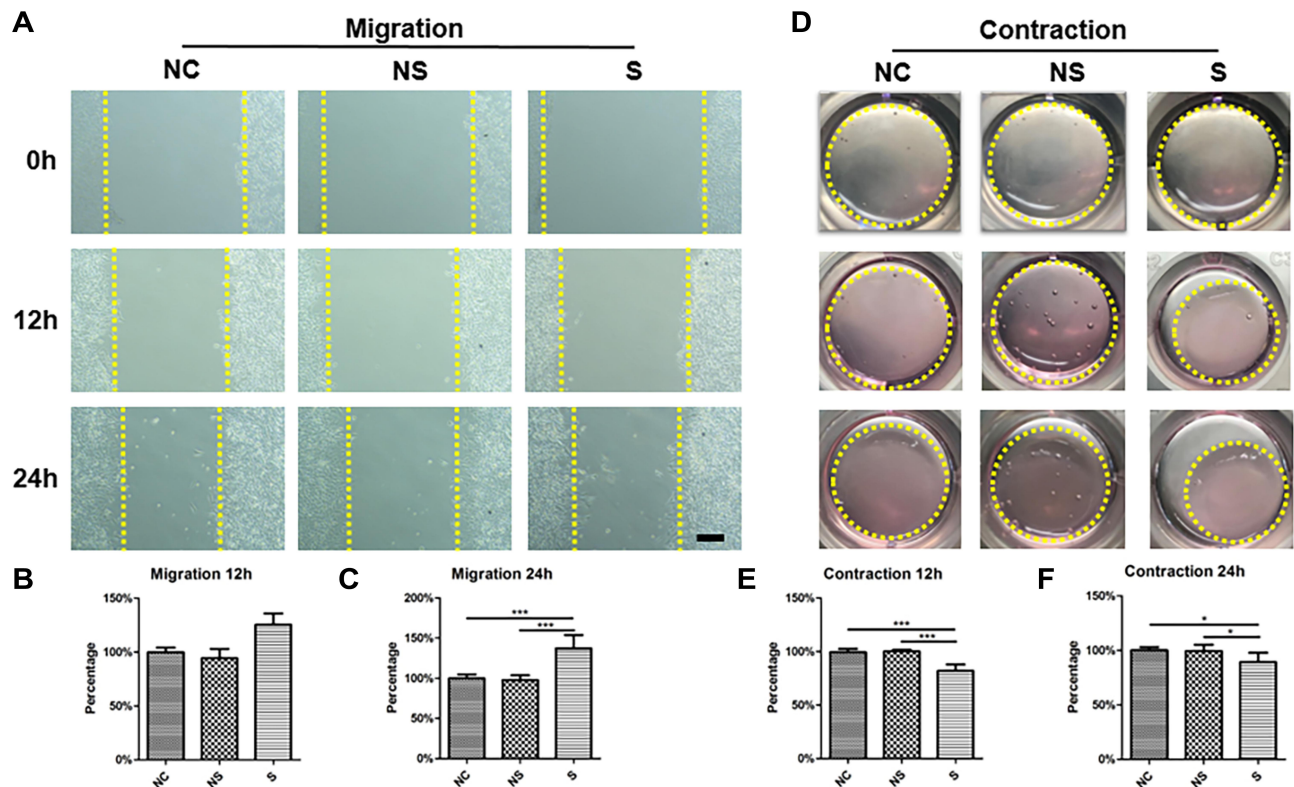 A
Migration
NC NS S
0h
12h
24h
D
Contraction
NC NS S
B
Migration 12h
Percentage
150%
100%
50%
0%
NC NS S
C
Migration 24h
Percentage
200%
150%
100%
50%
0%
***
***
NC NS S
E
Contraction 12h
Percentage
150%
100%
50%
0%
***
***
NC NS S
F
Contraction 24h
Percentage
150%
100%
50%
0%
*
*
NC NS S